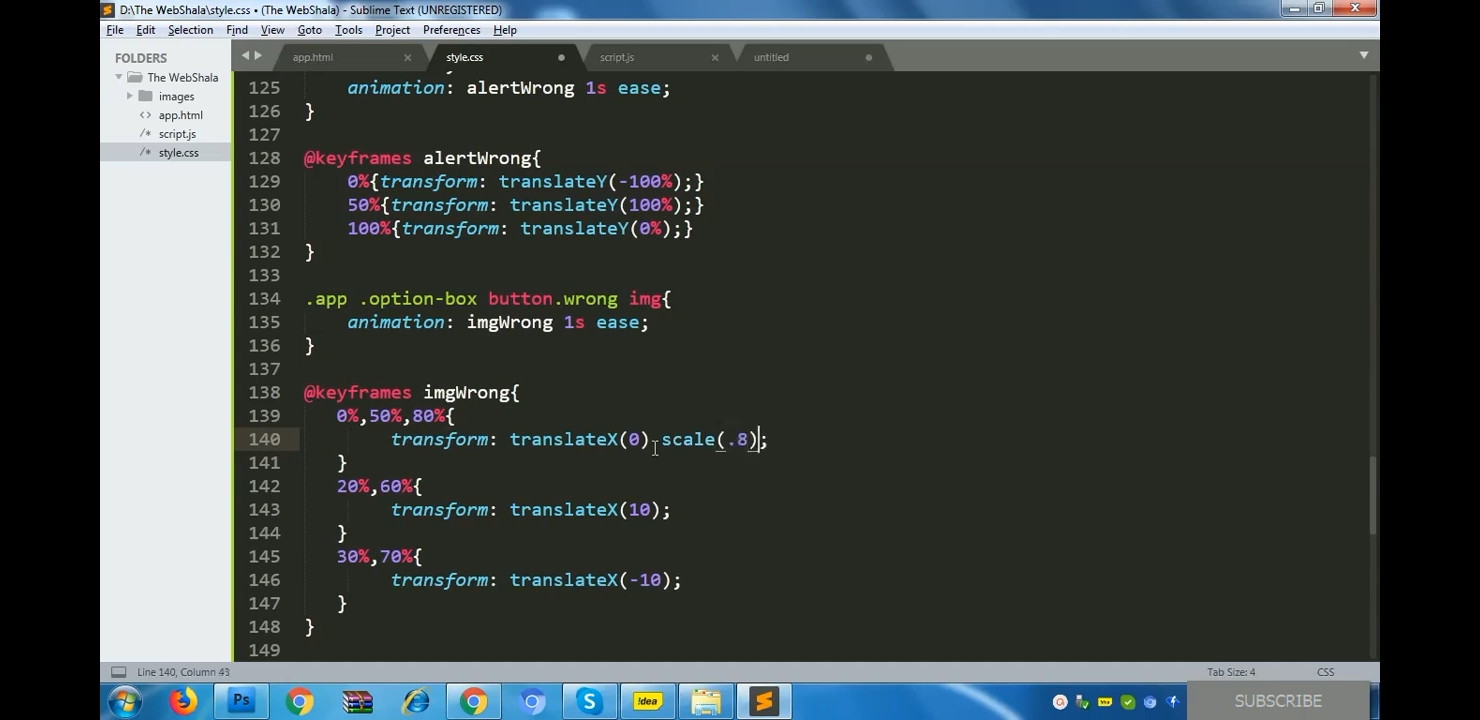 D:\The WebShala\style.css • (The WebShala) - Sublime Text (UNREGISTERED)
File Edit Selection Find View Goto Tools Project Preferences Help
FOLDERS
The WebShala
images
<> app.html
/* script.js
/* style.css
app.html style.css script.js untitled
125 animation: alertWrong 1s ease;
126 }
127
128 @keyframes alertWrong{
129 0%{transform: translateY(-100%);}
130 50%{transform: translateY(100%);}
131 100%{transform: translateY(0%);}
132 }
133
134 .app .option-box button.wrong img{
135 animation: imgWrong 1s ease;
136 }
137
138 @keyframes imgWrong{
139 0%,50%,80%{
140 transform: translateX(0) scale(.8);
141 }
142 20%,60%{
143 transform: translateX(10);
144 }
145 30%,70%{
146 transform: translateX(-10);
147 }
148 }
149
Line 140, Column 43 Tab Size: 4 CSS
Ps !dea SUBSCRIBE